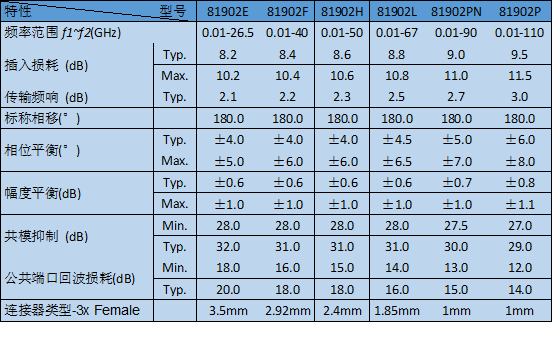 特性 型号 81902E 81902F 81902H 81902L 81902PN 81902P
频率范围 f1~f2(GHz) 0.01-26.5 0.01-40 0.01-50 0.01-67 0.01-90 0.01-110
插入损耗 (dB) Typ. 8.2 8.4 8.6 8.8 9.0 9.5
Max. 10.2 10.4 10.6 10.8 11.0 11.5
传输频响 (dB) Typ. 2.1 2.2 2.3 2.5 2.7 3.0
标称相移(°) 180.0 180.0 180.0 180.0 180.0 180.0
相位平衡(°) Typ. ±4.0 ±4.0 ±4.0 ±4.5 ±5.0 ±6.0
Max. ±5.0 ±6.0 ±6.0 ±6.5 ±7.0 ±8.0
幅度平衡(dB) Typ. ±0.6 ±0.6 ±0.6 ±0.6 ±0.7 ±0.8
Max. ±1.0 ±1.0 ±1.0 ±1.0 ±1.0 ±1.1
共模抑制 (dB) Min. 28.0 28.0 28.0 28.0 27.5 27.0
Typ. 32.0 31.0 31.0 31.0 30.0 29.0
公共端口回波损耗(dB) Min. 18.0 16.0 15.0 14.0 13.0 12.0
Typ. 20.0 18.0 18.0 16.0 15.0 14.0
连接器类型-3x Female 3.5mm 2.92mm 2.4mm 1.85mm 1mm 1mm